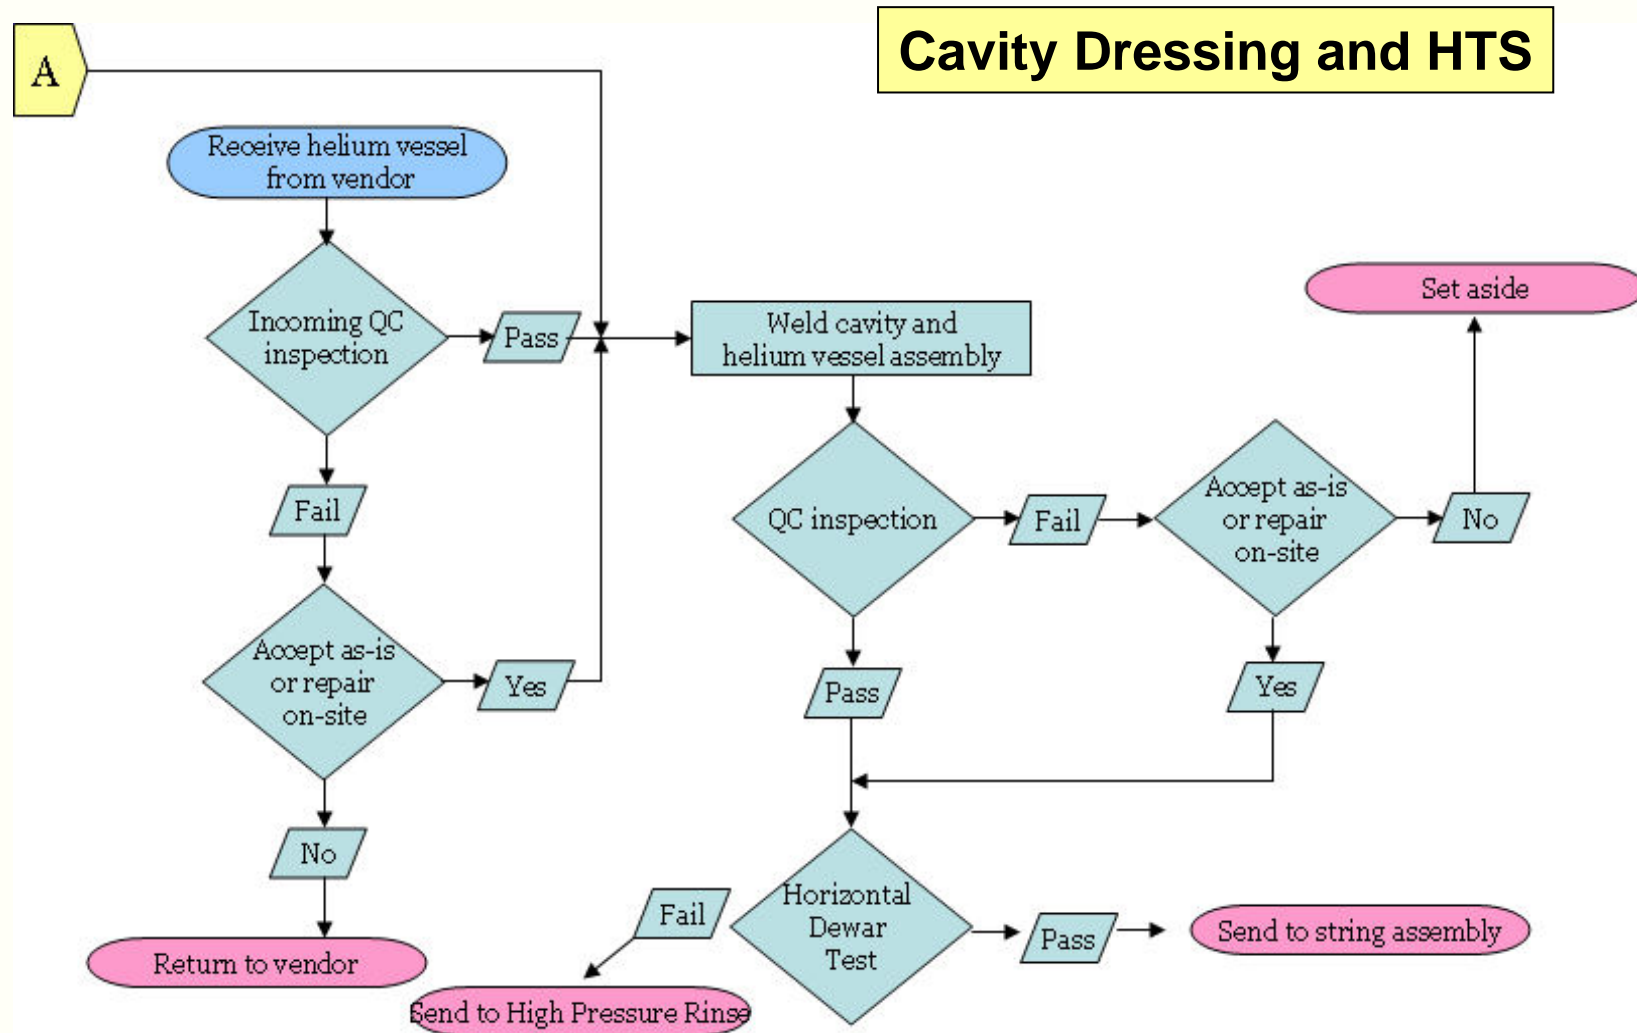 Cavity Dressing and HTS
A
Receive helium vessel
from vendor
Incoming QC
inspection
Pass
Fail
Accept as-is
or repair
on-site
Yes
No
Return to vendor
Weld cavity and
helium vessel assembly
QC inspection
Fail
Accept as-is
or repair
on-site
No
Set aside
Yes
Pass
Horizontal
Dewar
Test
Fail
Send to High Pressure Rinse
Pass
Send to string assembly